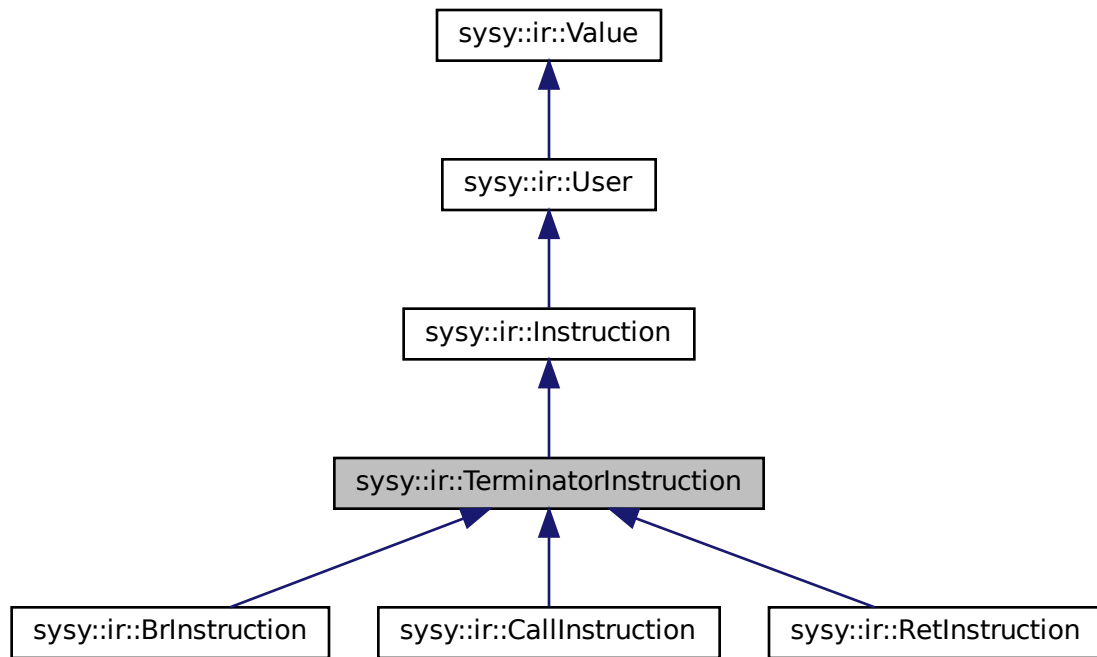 sysy::ir::Value
sysy::ir::User
sysy::ir::Instruction
sysy::ir::TerminatorInstruction
sysy::ir::BrInstruction
sysy::ir::CallInstruction
sysy::ir::RetInstruction